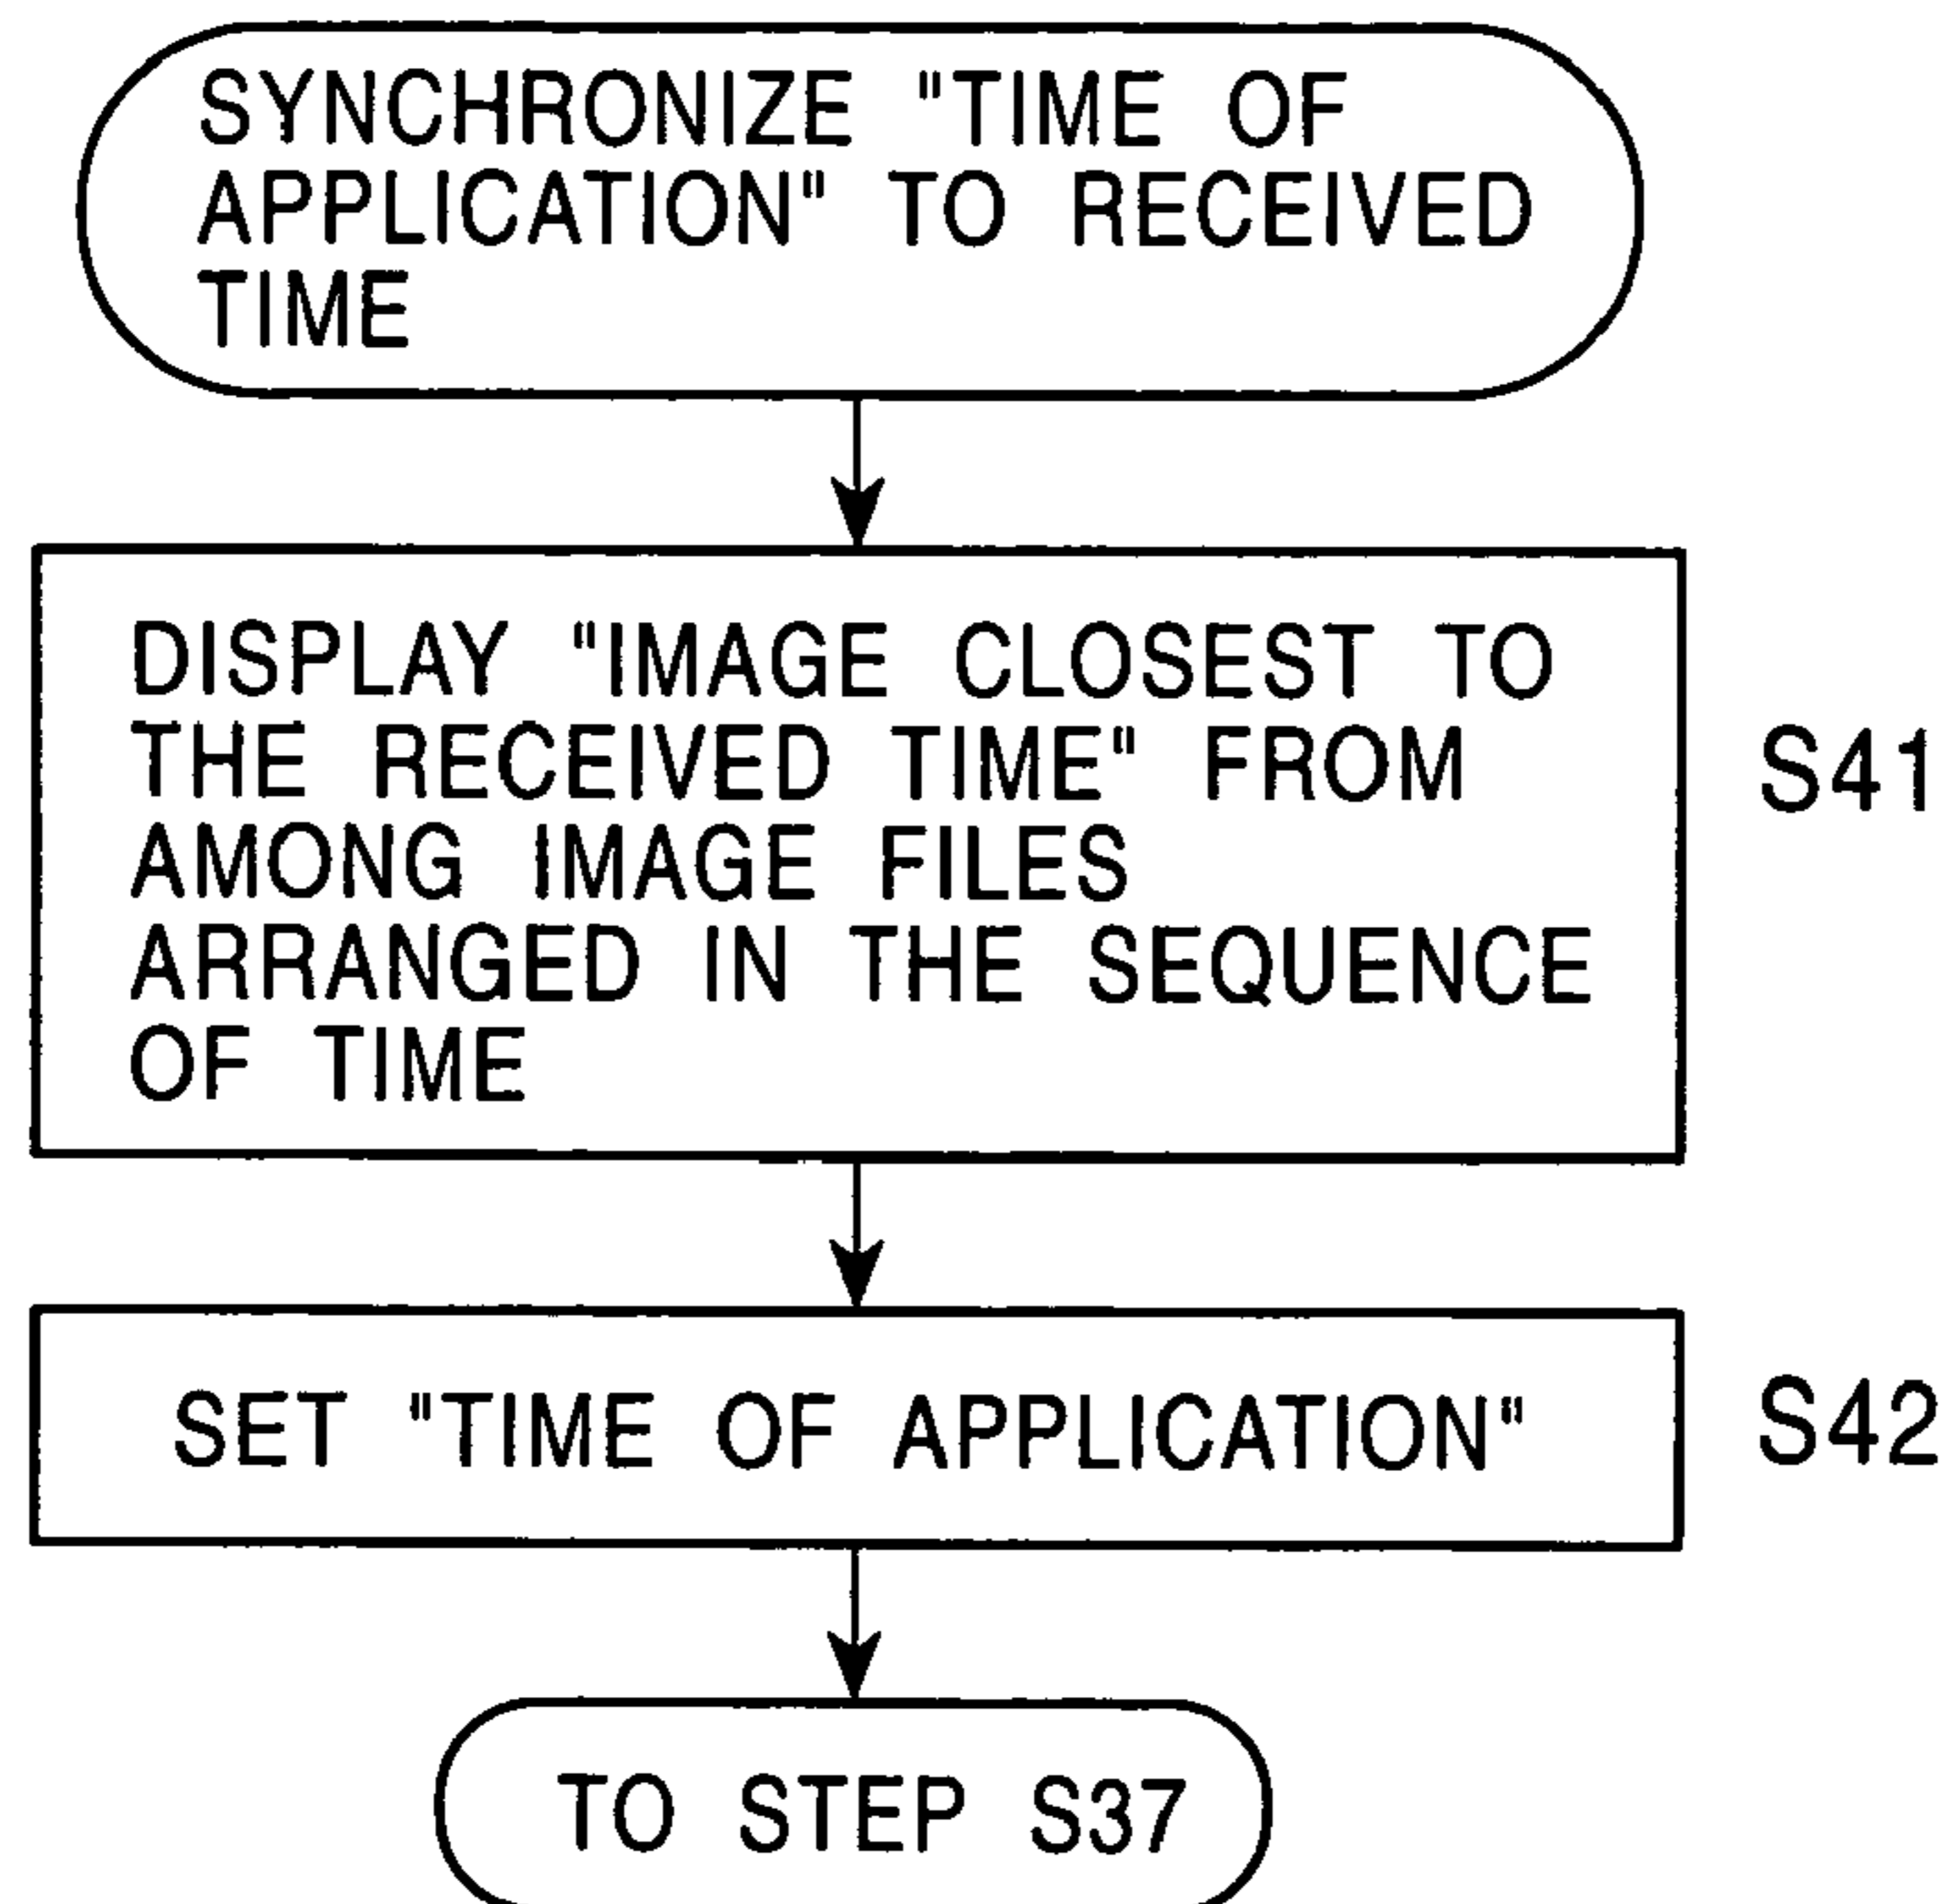 SYNCHRONIZE "TIME OF
APPLICATION" TO RECEIVED
TIME
DISPLAY "IMAGE CLOSEST TO
THE RECEIVED TIME" FROM
AMONG IMAGE FILES
ARRANGED IN THE SEQUENCE
OF TIME
S41
SET "TIME OF APPLICATION"
S42
TO STEP S37